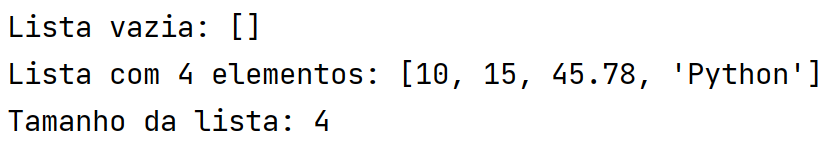 Lista vazia: []
Lista com 4 elementos: [10, 15, 45.78, 'Python']
Tamanho da lista: 4